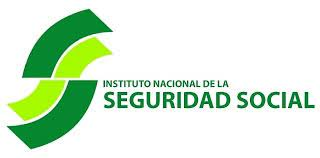 INSTITUTO NACIONAL DE LA
SEGURIDAD SOCIAL